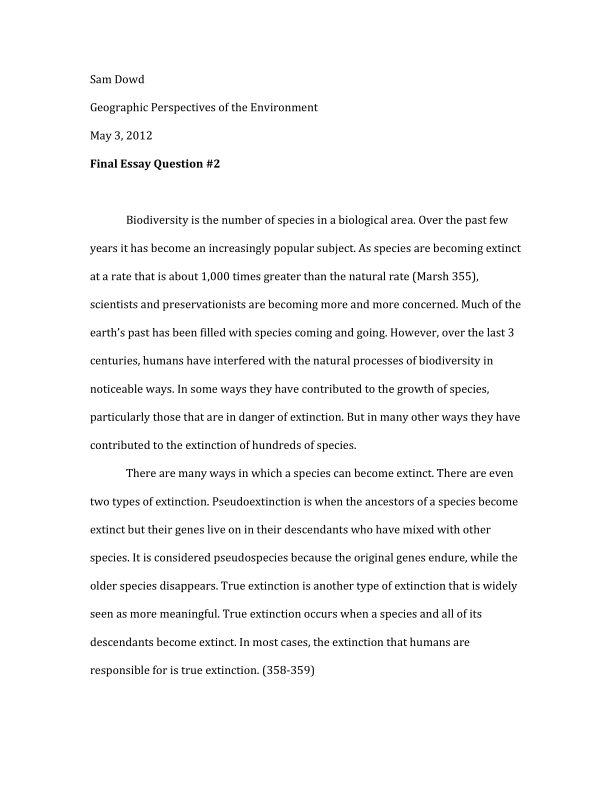 Sam Dowd
Geographic Perspectives of the Environment
May 3, 2012
Final Essay Question #2
Biodiversity is the number of species in a biological area. Over the past few
years it has become an increasingly popular subject. As species are becoming extinct
at a rate that is about 1,000 times greater than the natural rate (Marsh 355),
scientists and preservationists are becoming more and more concerned. Much of the
earth's past has been filled with species coming and going. However, over the last 3
centuries, humans have interfered with the natural processes of biodiversity in
noticeable ways. In some ways they have contributed to the growth of species,
particularly those that are in danger of extinction. But in many other ways they have
contributed to the extinction of hundreds of species.
There are many ways in which a species can become extinct. There are even
two types of extinction. Pseudoextinction is when the ancestors of a species become
extinct but their genes live on in their descendants who have mixed with other
species. It is considered pseudospecies because the original genes endure, while the
older species disappears. True extinction is another type of extinction that is widely
seen as more meaningful. True extinction occurs when a species and all of its
descendants become extinct. In most cases, the extinction that humans are
responsible for is true extinction. (358-359)